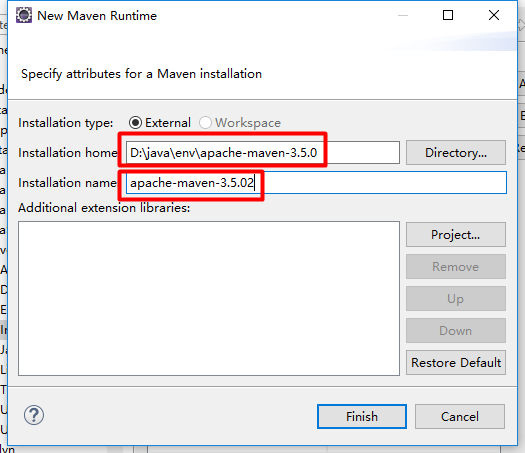 New Maven Runtime
Specify attributes for a Maven installation
Installation type: External Workspace
Installation home: D:\java\env\apache-maven-3.5.0 Directory...
Installation name: apache-maven-3.5.02
Additional extension libraries:
Project...
Remove
Up
Down
Restore Default
? Finish Cancel